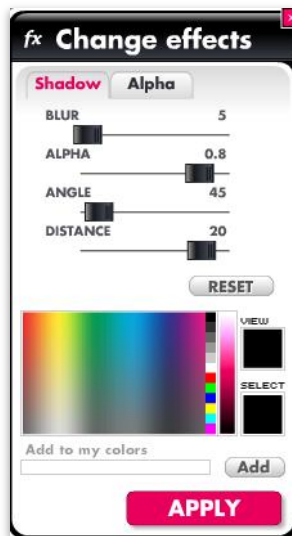 fx Change effects
Shadow Alpha
BLUR 5
ALPHA 0.8
ANGLE 45
DISTANCE 20
RESET
VIEW
SELECT
Add to my colors
Add
APPLY